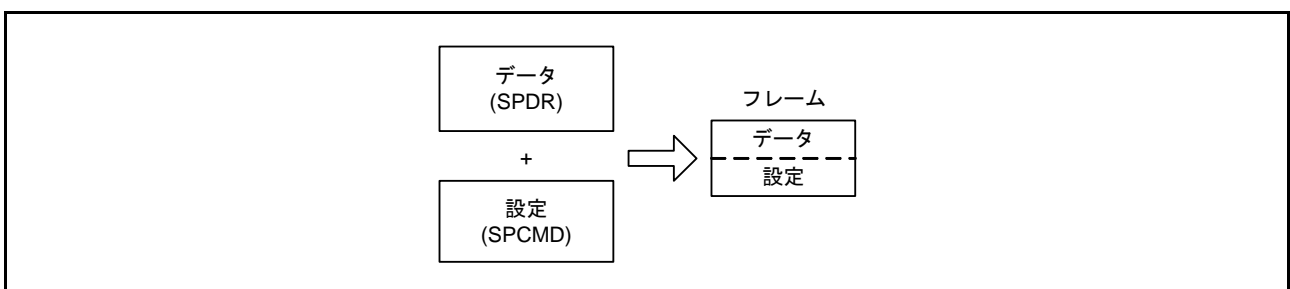 データ
(SPDR)
+
設定
(SPCMD)
フレーム
データ
設定